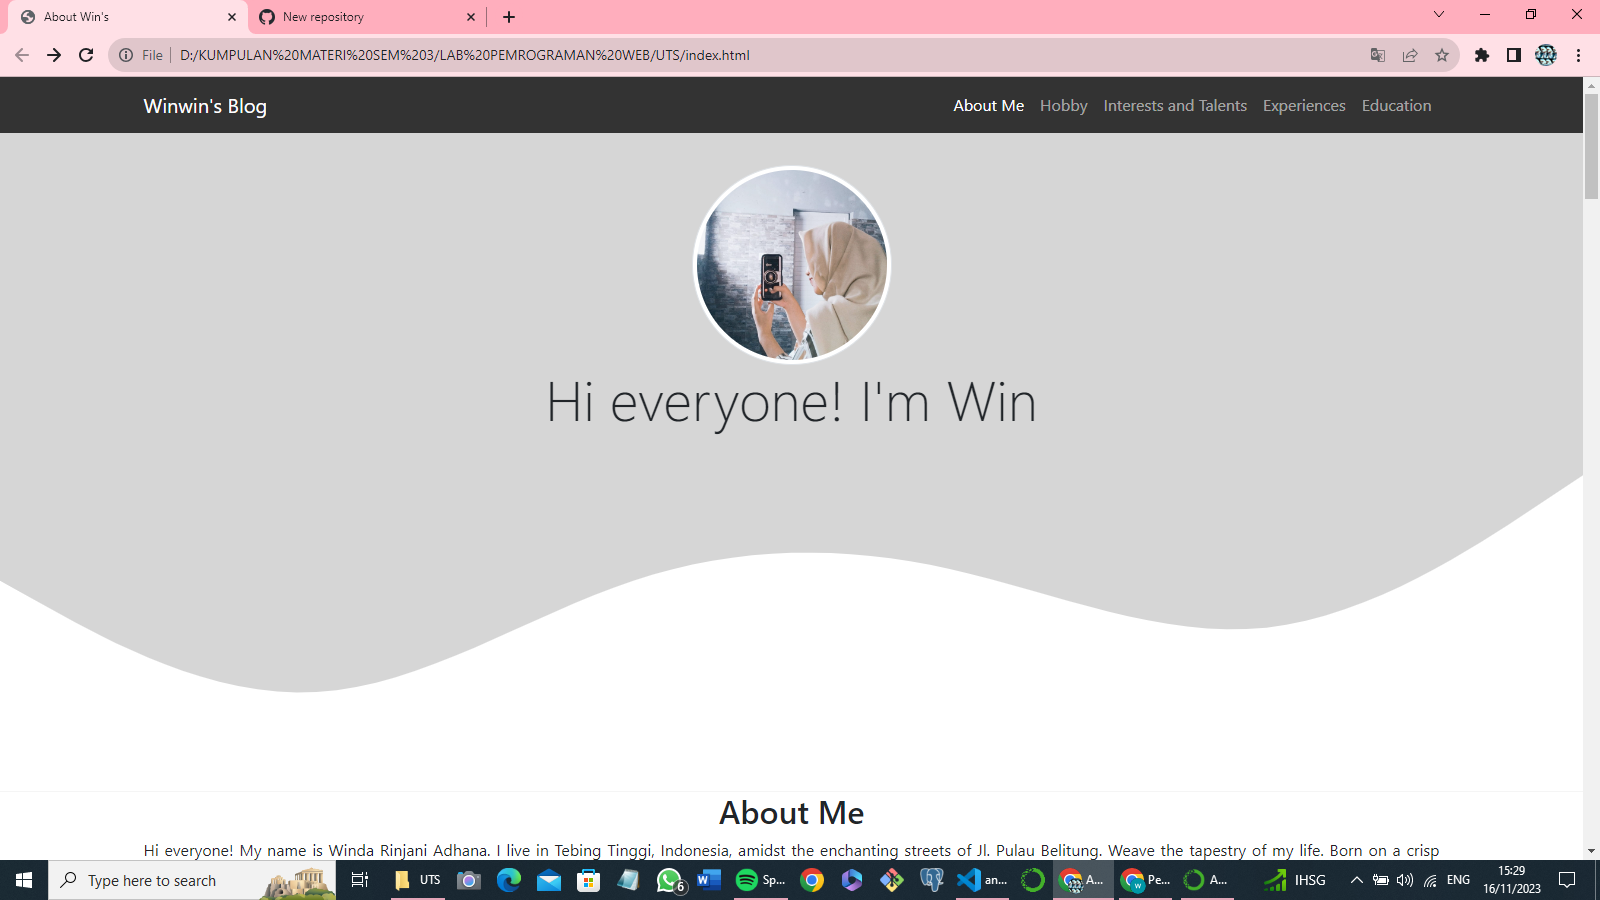 About Win's
New repository
File
D:/KUMPULAN%20MATERI%20SEM%203/LAB%20PEMROGRAMAN%20WEB/UTS/index.html
Winwin's Blog
About Me
Hobby
Interests and Talents
Experiences
Education
Hi everyone! I'm Win
About Me
Hi everyone! My name is Winda Rinjani Adhana. I live in Tebing Tinggi, Indonesia, amidst the enchanting streets of Jl. Pulau Belitung. Weave the tapestry of my life. Born on a crisp
Type here to search
UTS
6
Sp...
an...
A...
Pe...
A...
IHSG
ENG
15:29
16/11/2023